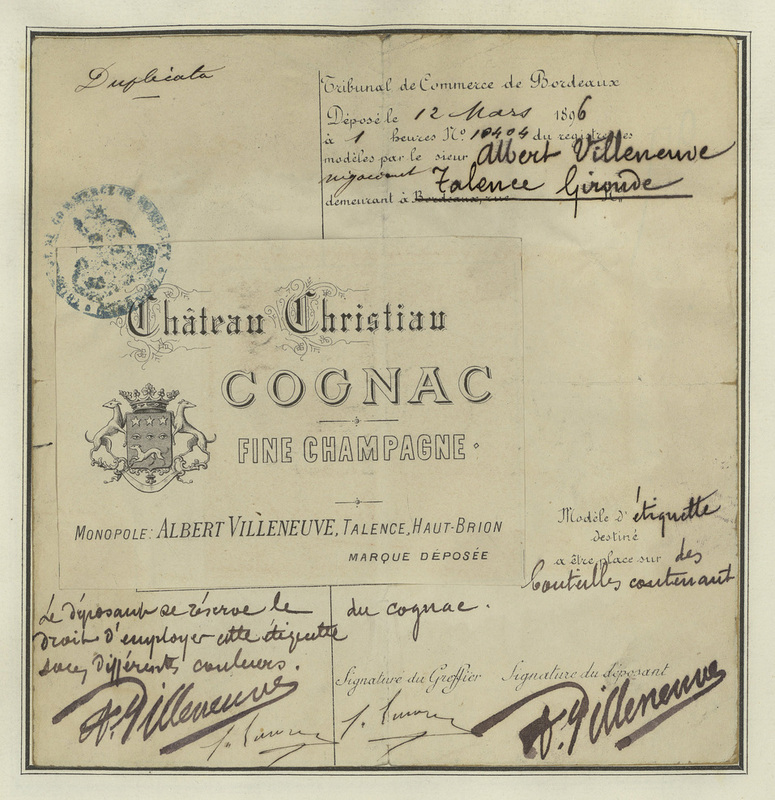 Duplicata
Tribunal de Commerce de Bordeaux
Déposé le 12 Mars 1896
à 1 heures Nº 10404 du registre des
modèles par le sieur Albert Villeneuve
négociant Talence Gironde
demeurant à Bordeaux, rue Nº
Château Christian
COGNAC
FINE CHAMPAGNE
MONOPOLE: ALBERT VILLENEUVE, TALENCE, HAUT-BRION
MARQUE DÉPOSÉE
Modèle d'étiquette
destiné
a être placé sur des
bouteilles contenant
du cognac.
Le déposant se réserve le
droit d'employer cette étiquette
sous différentes couleurs.
Signature du Greffier Signature du déposant
A. Villeneuve
A. Villeneuve